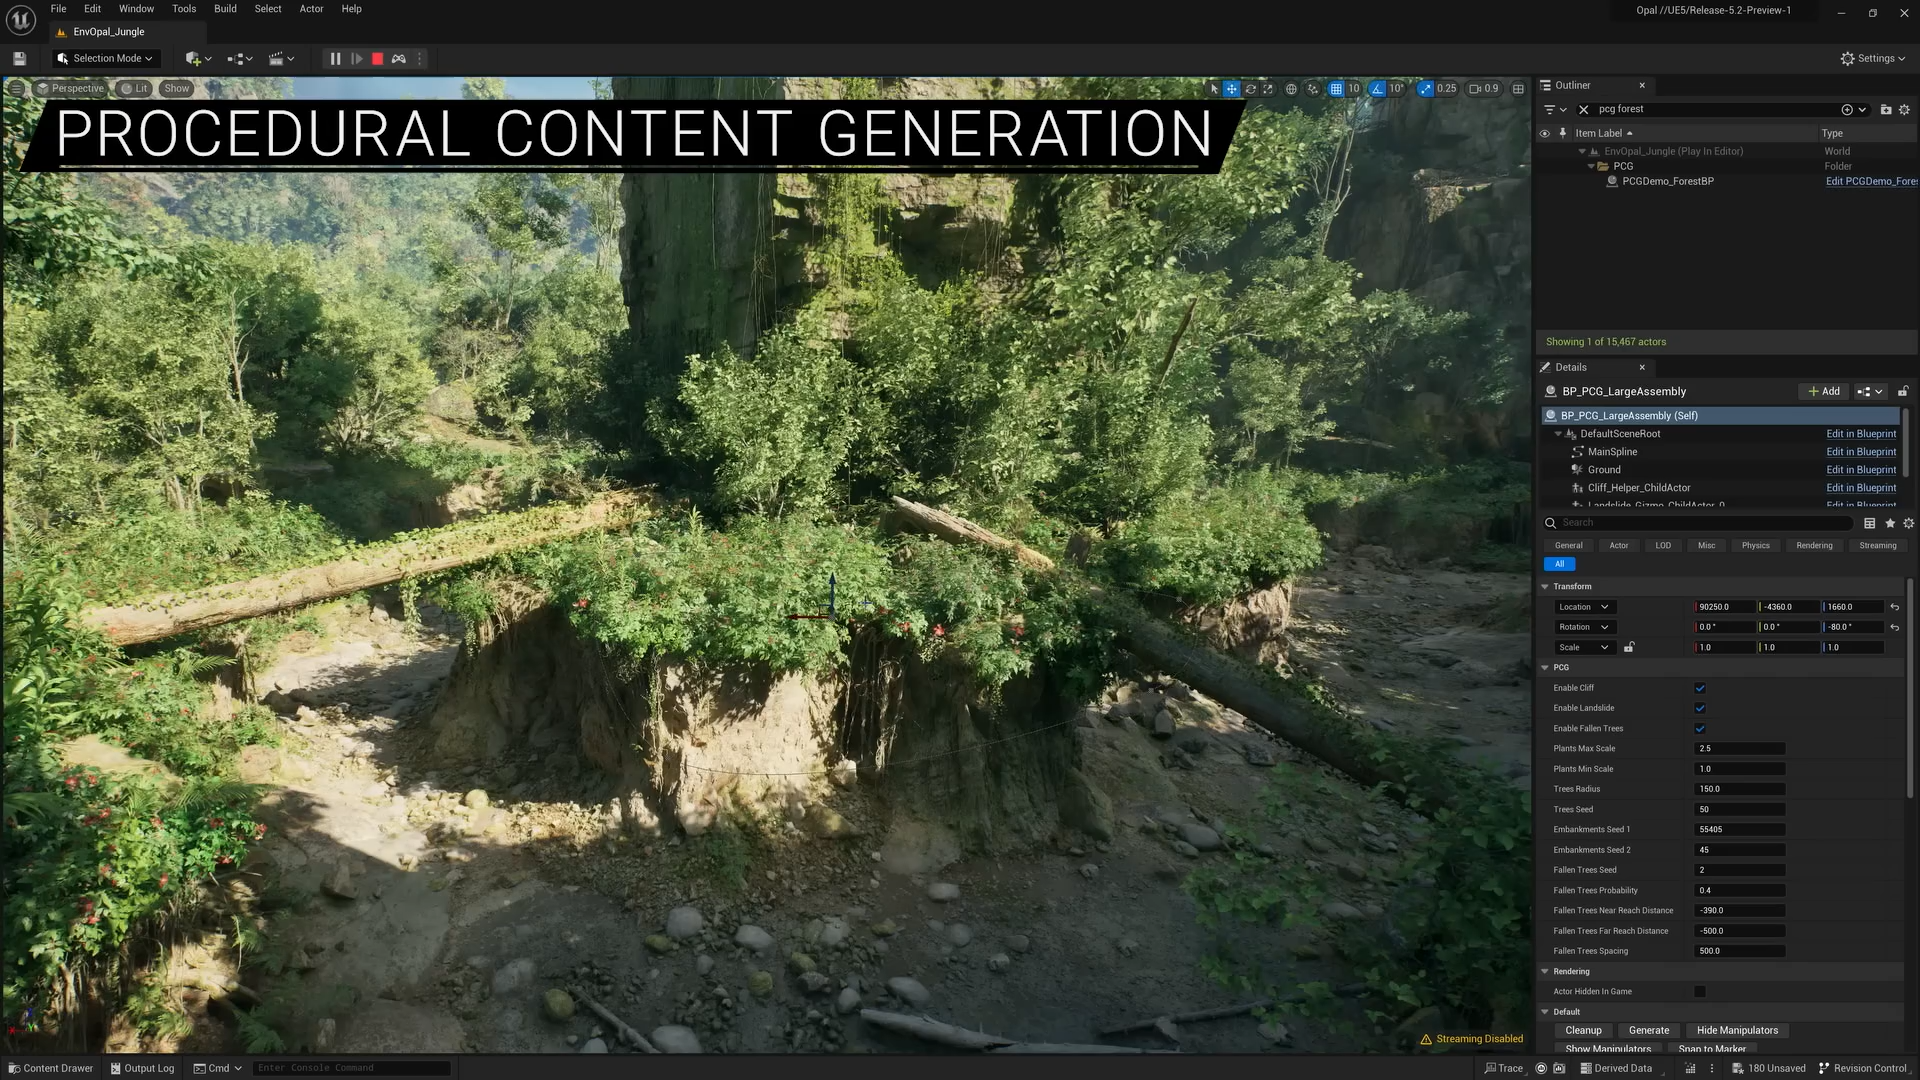 File Edit Window Tools Build Select Actor Help
Opal //UE5/Release-5.2-Preview-1
EnvOpal_Jungle
Selection Mode
Settings
Perspective Lit Show
10 10° 0.25 0.9
PROCEDURAL CONTENT GENERATION
Outliner
pcg forest
Item Label Type
EnvOpal_Jungle (Play In Editor) World
PCG Folder
PCGDemo_ForestBP Edit PCGDemo_Fore
Showing 1 of 15,467 actors
Details
BP_PCG_LargeAssembly Add
BP_PCG_LargeAssembly (Self)
DefaultSceneRoot Edit in Blueprint
MainSpline Edit in Blueprint
Ground Edit in Blueprint
Cliff_Helper_ChildActor Edit in Blueprint
Landslide_Gizmo_ChildActor_0
Search
General Actor LOD Misc Physics Rendering Streaming
All
Transform
Location 90250.0 -4360.0 1660.0
Rotation 0.0 ° 0.0 ° -80.0 °
Scale 1.0 1.0 1.0
PCG
Enable Cliff
Enable Landslide
Enable Fallen Trees
Plants Max Scale 2.5
Plants Min Scale 1.0
Trees Radius 150.0
Trees Seed 50
Embankments Seed 1 55405
Embankments Seed 2 45
Fallen Trees Seed 2
Fallen Trees Probability 0.4
Fallen Trees Near Reach Distance -390.0
Fallen Trees Far Reach Distance -500.0
Fallen Trees Spacing 500.0
Rendering
Actor Hidden In Game
Default
Cleanup Generate Hide Manipulators
Show Manipulators Snap to Marker
Streaming Disabled
Content Drawer Output Log Cmd Enter Console Command
Trace Derived Data 180 Unsaved Revision Control